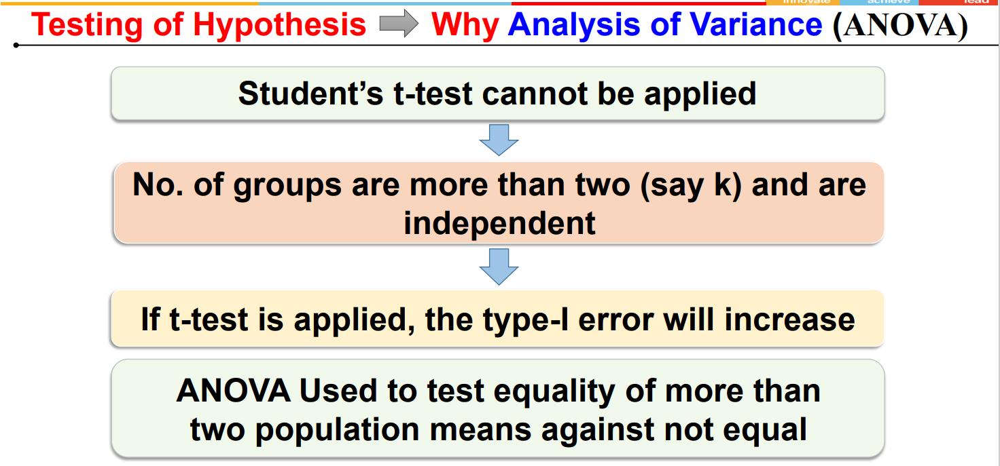 innovate achieve lead
Testing of Hypothesis Why Analysis of Variance (ANOVA)
Student’s t-test cannot be applied
No. of groups are more than two (say k) and are
independent
If t-test is applied, the type-I error will increase
ANOVA Used to test equality of more than
two population means against not equal